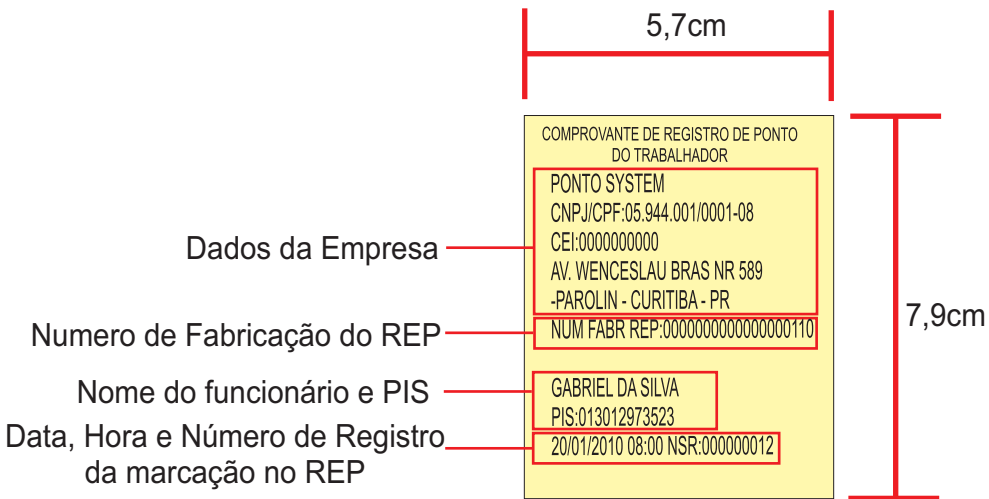 5,7cm
COMPROVANTE DE REGISTRO DE PONTO
DO TRABALHADOR
PONTO SYSTEM
CNPJ/CPF:05.944.001/0001-08
CEI:0000000000
AV. WENCESLAU BRAS NR 589
-PAROLIN - CURITIBA - PR
NUM FABR REP:00000000000000110
GABRIEL DA SILVA
PIS:013012973523
20/01/2010 08:00 NSR:000000012
Dados da Empresa
Numero de Fabricação do REP
Nome do funcionário e PIS
Data, Hora e Número de Registro
da marcação no REP
7,9cm